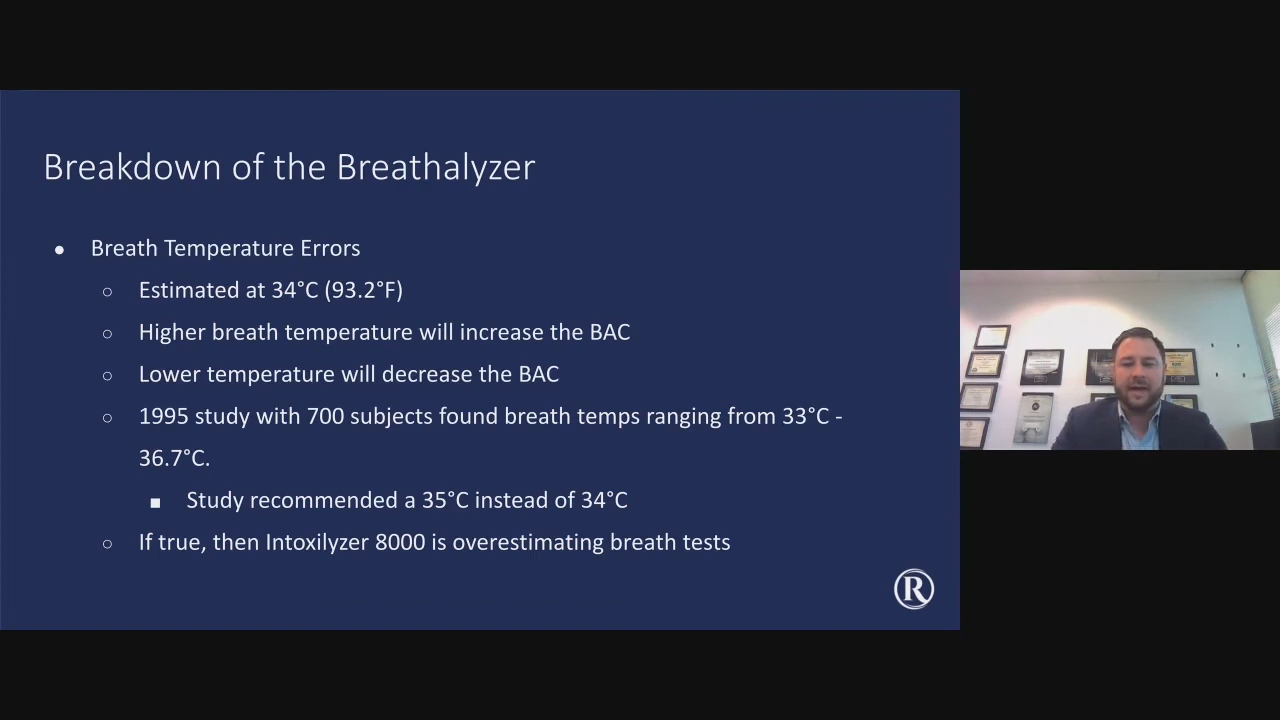 Breakdown of the Breathalyzer
● Breath Temperature Errors
○ Estimated at 34°C (93.2°F)
○ Higher breath temperature will increase the BAC
○ Lower temperature will decrease the BAC
○ 1995 study with 700 subjects found breath temps ranging from 33°C -
36.7°C.
■ Study recommended a 35°C instead of 34°C
○ If true, then Intoxilyzer 8000 is overestimating breath tests
R